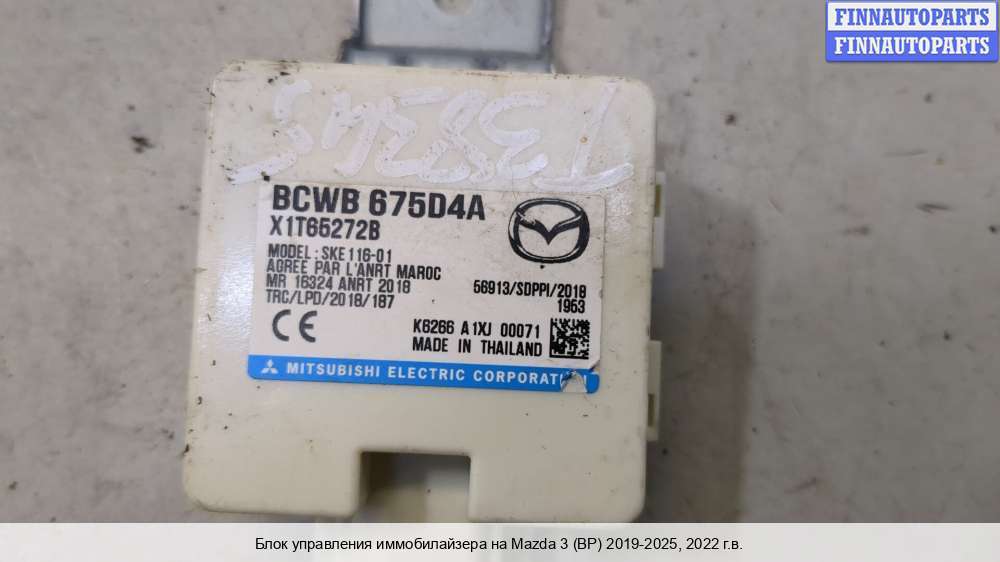 FINNAUTOPARTS
FINNAUTOPARTS
T38348
BCWB 675D4A
X1T65272B
MODEL : SKE116-01
AGREE PAR L'ANRT MAROC
MR 16324 ANRT 2018
56913/SDPPI/2018
TRC/LPD/2018/187
1953
CE
K6266 A1XJ 00071
MADE IN THAILAND
MITSUBISHI ELECTRIC CORPORATION
Блок управления иммобилайзера на Mazda 3 (BP) 2019-2025, 2022 г.в.